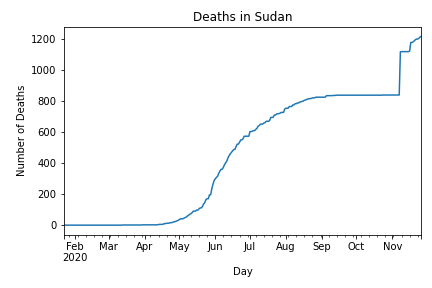 Deaths in Sudan
1200
1000
800
600
400
200
0
Number of Deaths
Feb Mar Apr May Jun Jul Aug Sep Oct Nov
2020
Day